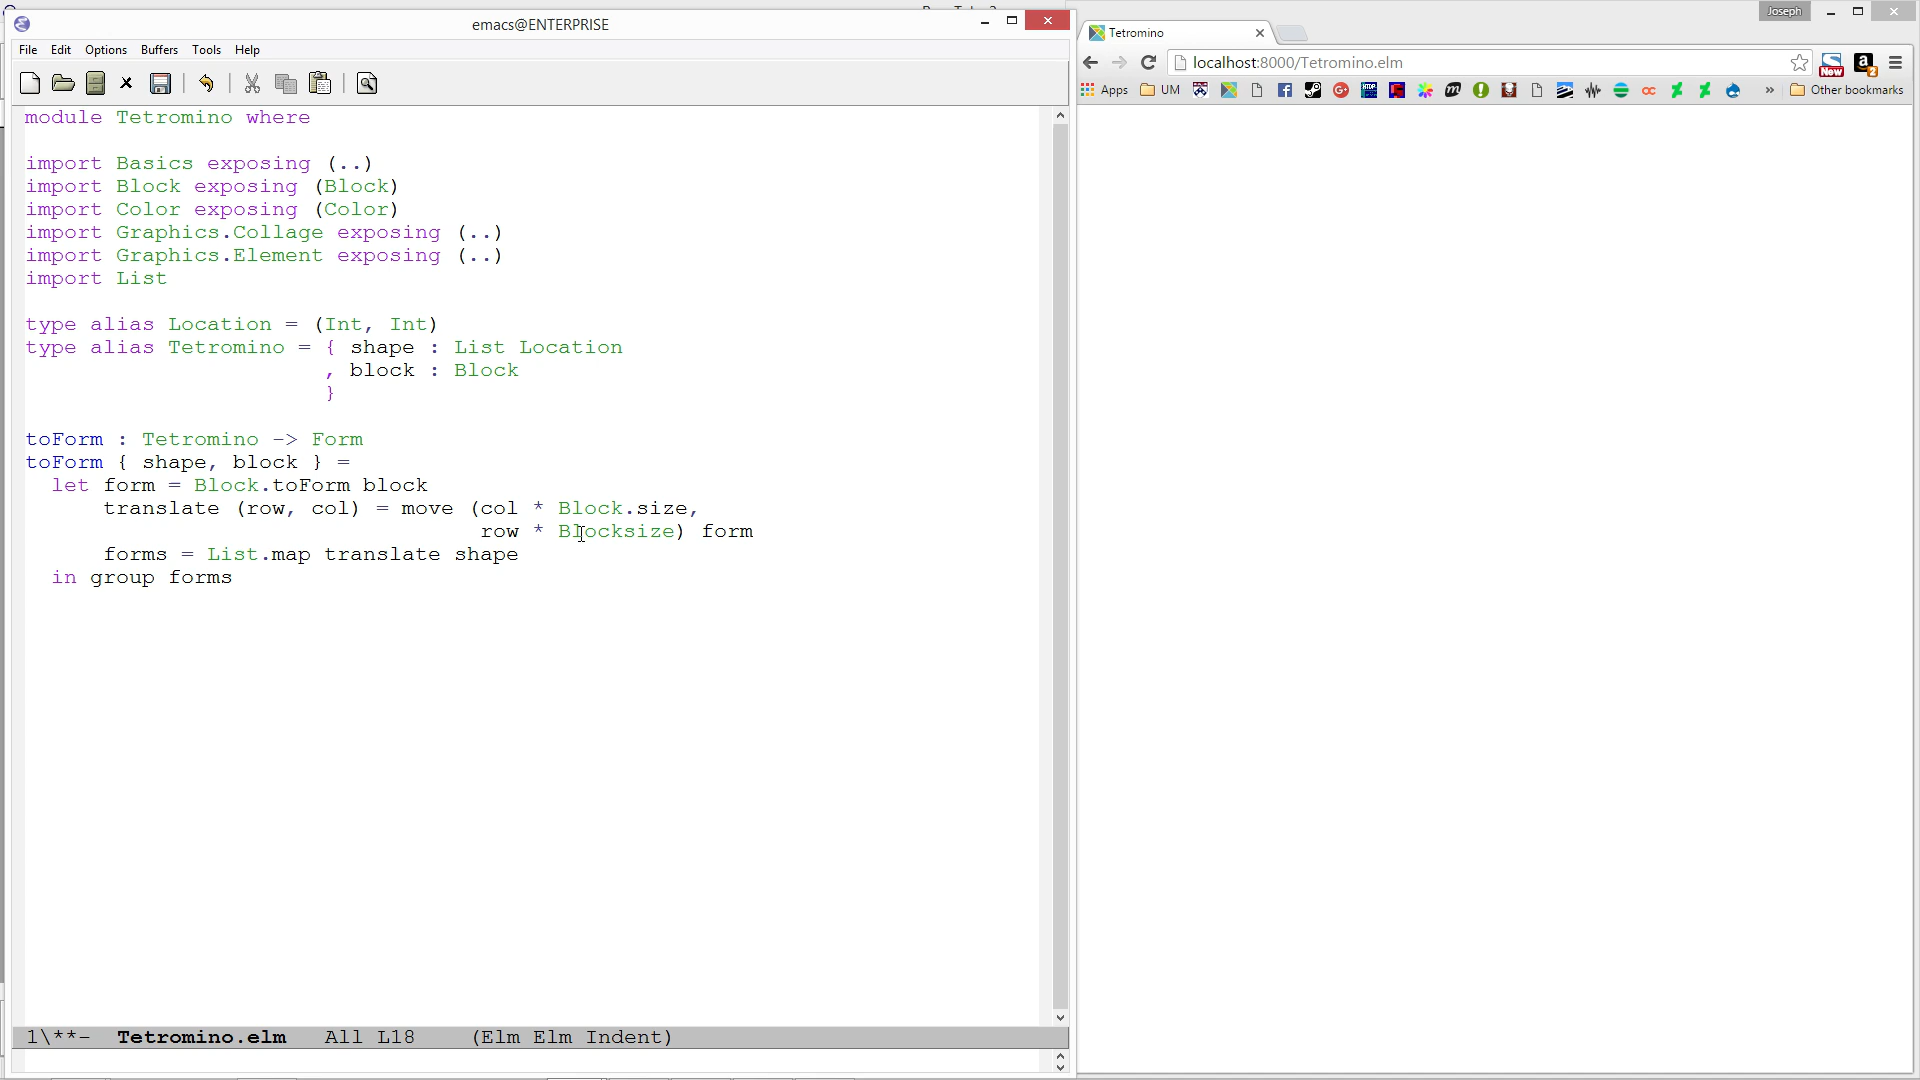 emacs@ENTERPRISE
File Edit Options Buffers Tools Help
module Tetromino where
import Basics exposing (..)
import Block exposing (Block)
import Color exposing (Color)
import Graphics.Collage exposing (..)
import Graphics.Element exposing (..)
import List
type alias Location = (Int, Int)
type alias Tetromino = { shape : List Location
, block : Block
}
toForm : Tetromino -> Form
toForm { shape, block } =
let form = Block.toForm block
translate (row, col) = move (col * Block.size,
row * Blocksize) form
forms = List.map translate shape
in group forms
1\**- Tetromino.elm All L18 (Elm Elm Indent)
Joseph
Tetromino
localhost:8000/Tetromino.elm
New
a 2
Apps UM Other bookmarks